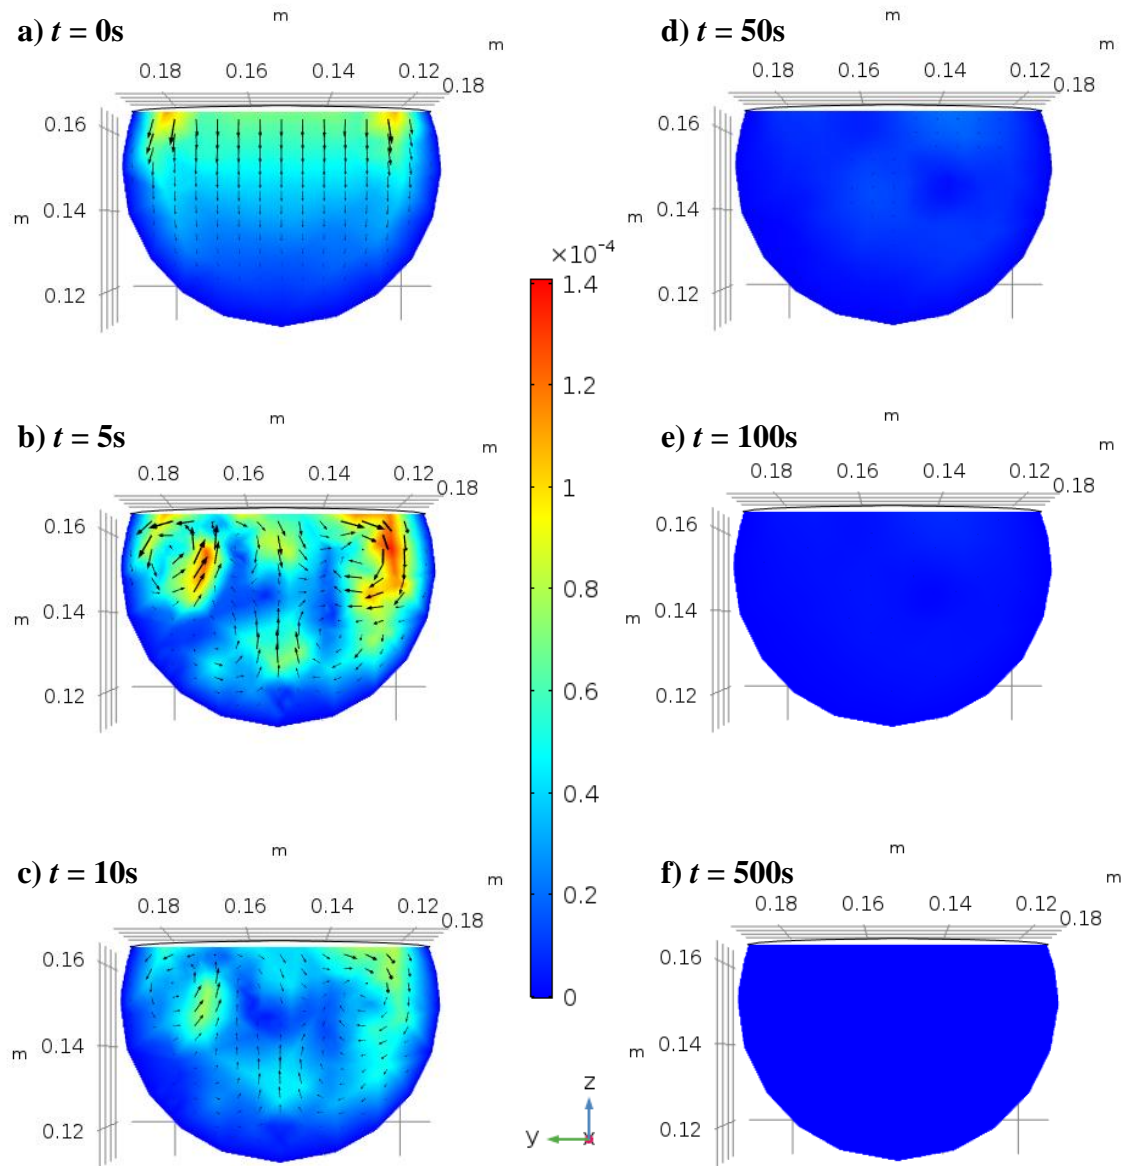 m
a) t = 0s
m
0.18 0.16 0.14 0.12 0.18
0.16
m 0.14
0.12
m
d) t = 50s
m
0.18 0.16 0.14 0.12 0.18
0.16
m 0.14
0.12
×10⁻⁴
1.4
1.2
1
0.8
0.6
0.4
0.2
0
m
b) t = 5s
m
0.18 0.16 0.14 0.12 0.18
0.16
m 0.14
0.12
m
e) t = 100s
m
0.18 0.16 0.14 0.12 0.18
0.16
m 0.14
0.12
m
c) t = 10s
m
0.18 0.16 0.14 0.12 0.18
0.16
m 0.14
0.12
m
f) t = 500s
m
0.18 0.16 0.14 0.12 0.18
0.16
m 0.14
0.12
z
y x